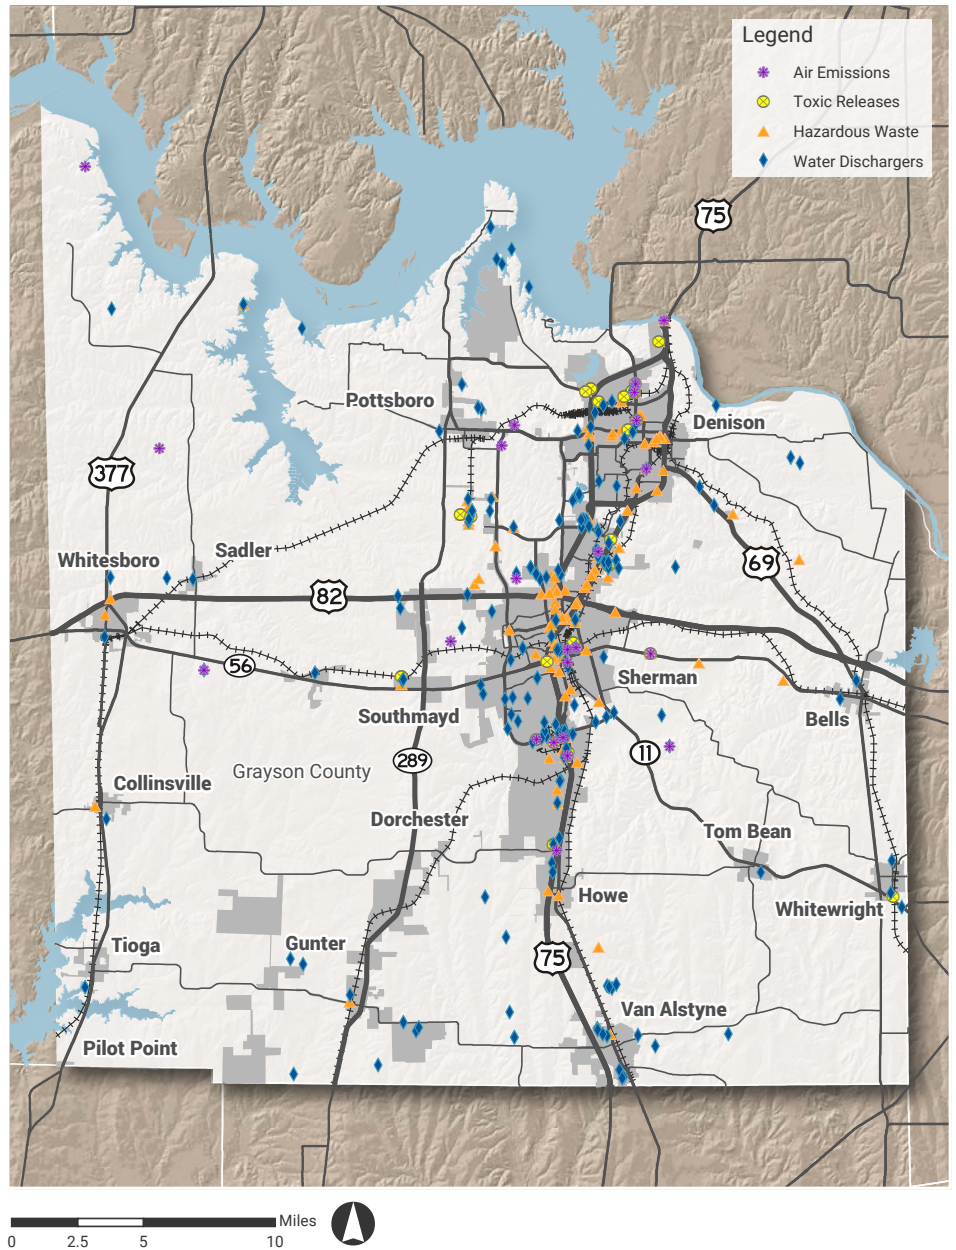 Legend
Air Emissions
Toxic Releases
Hazardous Waste
Water Dischargers
75
Pottsboro
Denison
377
Whitesboro
Sadler
69
82
56
Sherman
Southmayd
Bells
289
11
Grayson County
Collinsville
Dorchester
Tom Bean
Howe
Whitewright
Tioga
Gunter
75
Van Alstyne
Pilot Point
Miles
0 2.5 5 10